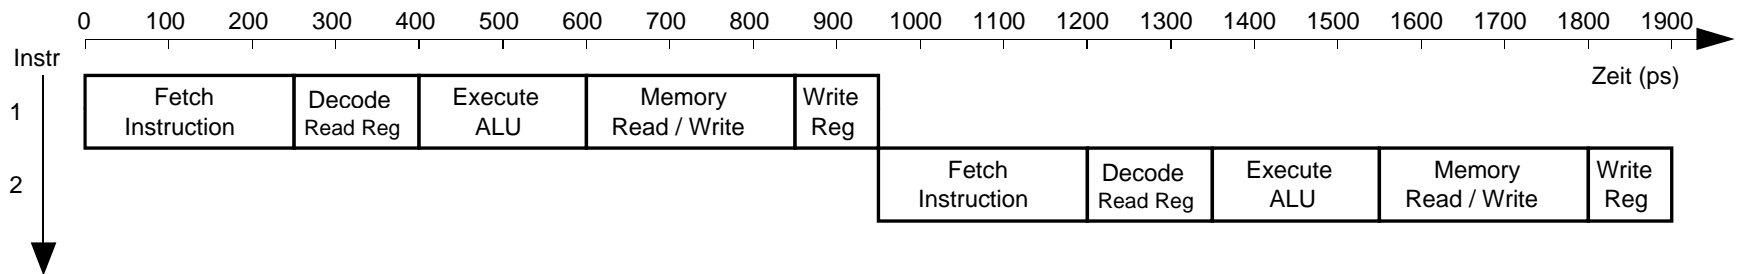 0 100 200 300 400 500 600 700 800 900 1000 1100 1200 1300 1400 1500 1600 1700 1800 1900
Instr
Zeit (ps)
1
Fetch
Instruction
Decode
Read Reg
Execute
ALU
Memory
Read / Write
Write
Reg
2
Fetch
Instruction
Decode
Read Reg
Execute
ALU
Memory
Read / Write
Write
Reg